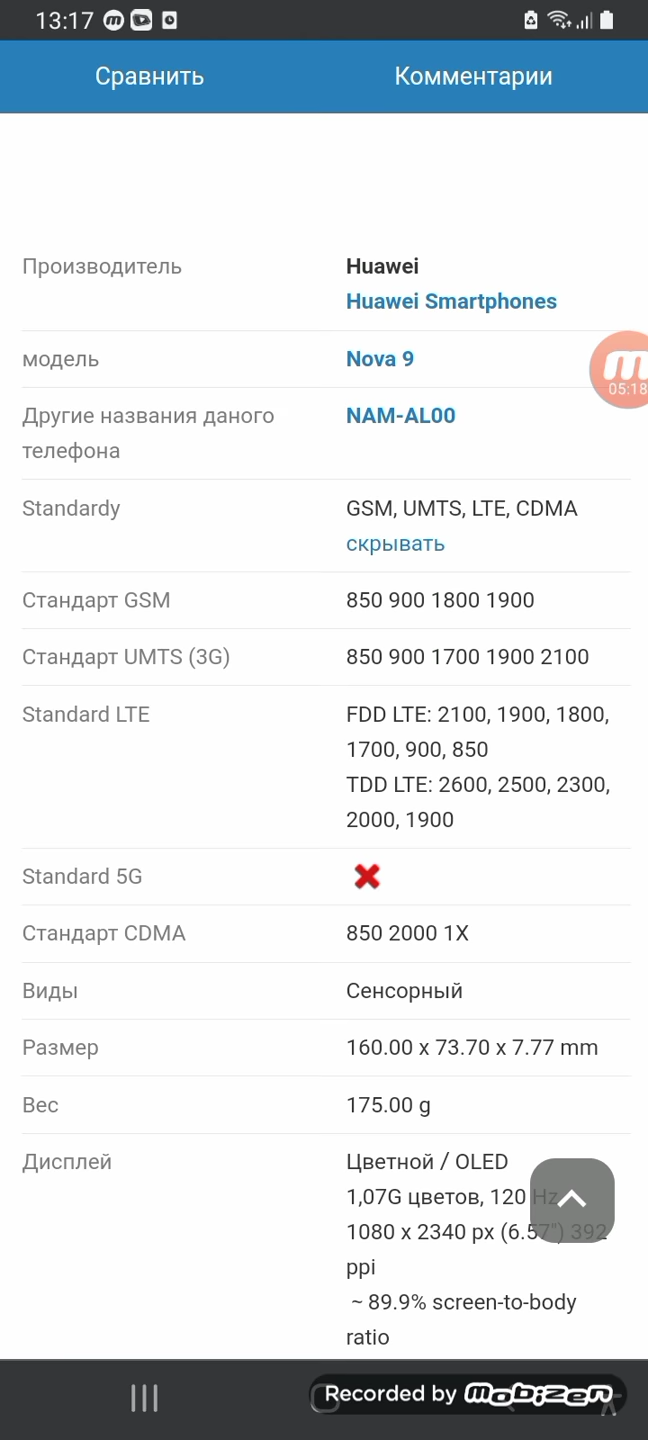 13:17
Сравнить
Комментарии
Производитель
Huawei
Huawei Smartphones
модель
Nova 9
m
05:18
Другие названия даного
телефона
NAM-AL00
Standardy
GSM, UMTS, LTE, CDMA
скрывать
Стандарт GSM
850 900 1800 1900
Стандарт UMTS (3G)
850 900 1700 1900 2100
Standard LTE
FDD LTE: 2100, 1900, 1800,
1700, 900, 850
TDD LTE: 2600, 2500, 2300,
2000, 1900
Standard 5G
Стандарт CDMA
850 2000 1X
Виды
Сенсорный
Размер
160.00 x 73.70 x 7.77 mm
Вес
175.00 g
Дисплей
Цветной / OLED
1,07G цветов, 120 Hz
1080 x 2340 px (6.57") 392
ppi
~ 89.9% screen-to-body
ratio
Recorded by mobizen